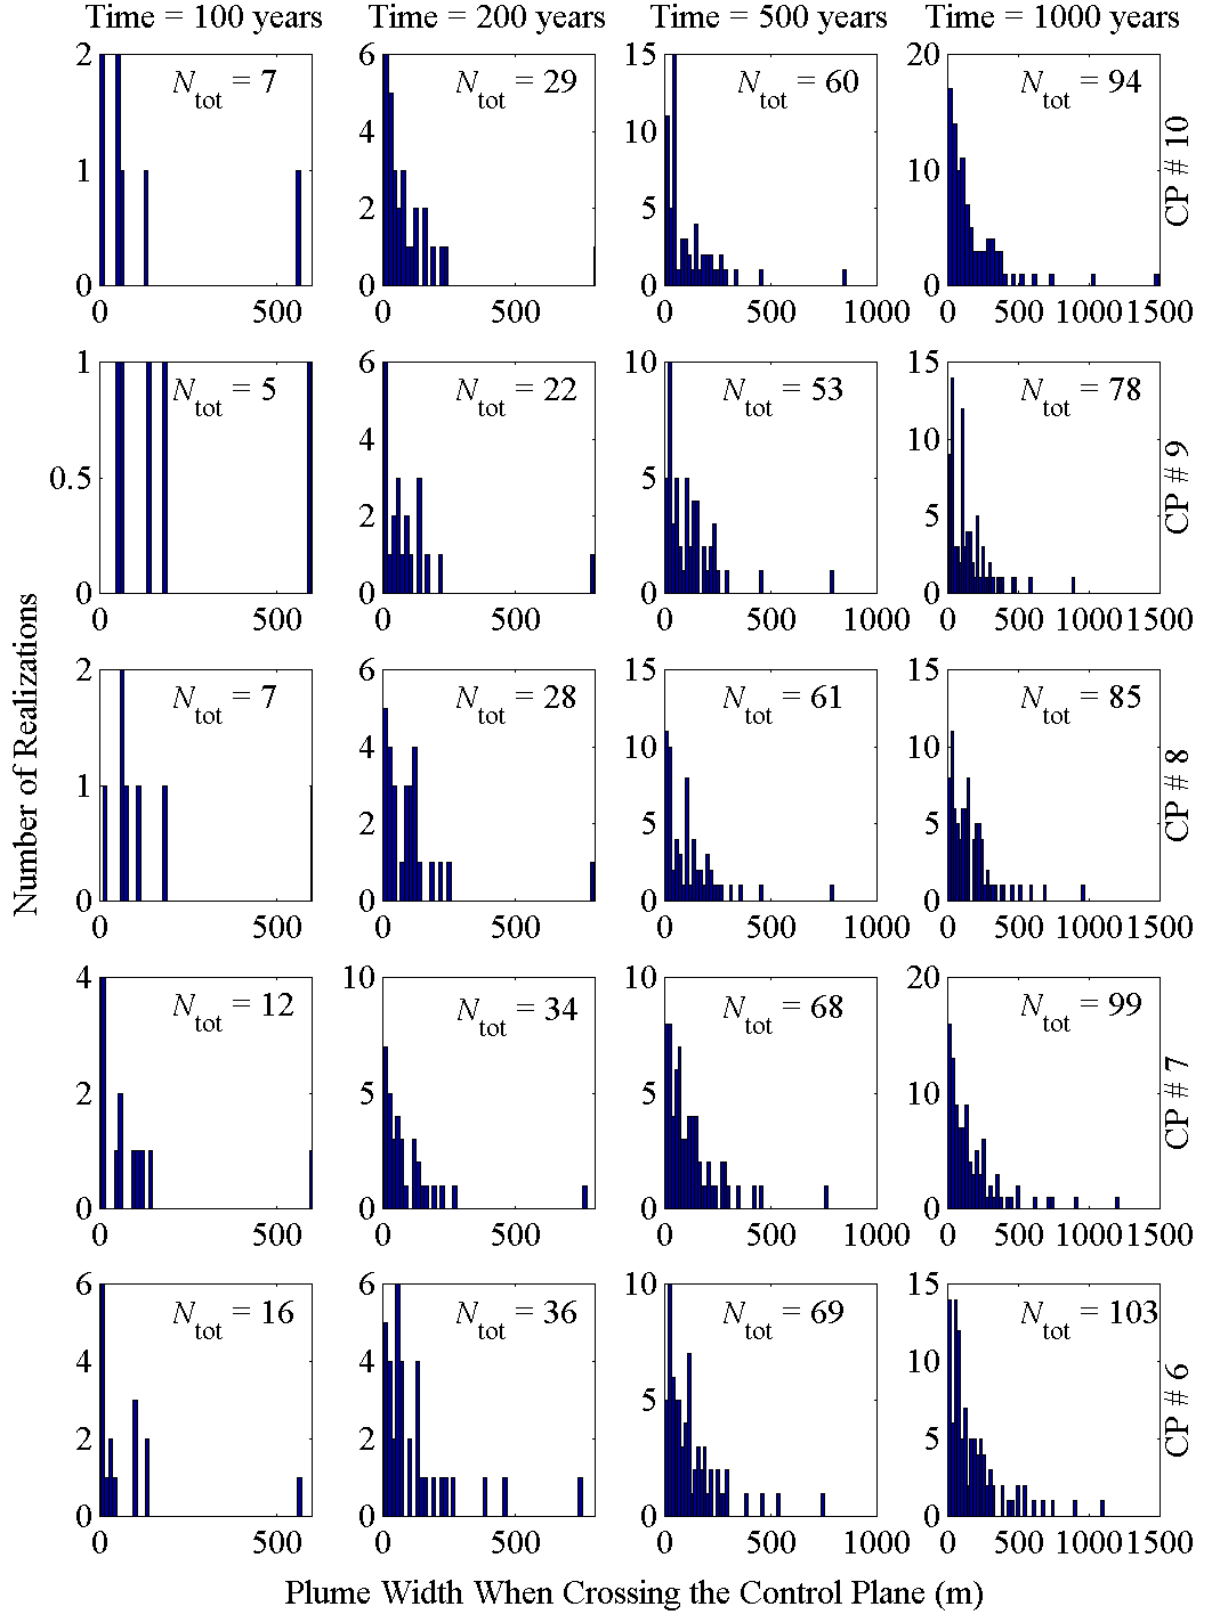 Time = 100 years Time = 200 years Time = 500 years Time = 1000 years
2 6 15 20
N_tot = 7 N_tot = 29 N_tot = 60 N_tot = 94
4 10
1 10
2 5
0 0 0 0
0 500 0 500 0 500 1000 0 500 1000 1500
CP # 10
1 6 10 15
N_tot = 5 N_tot = 22 N_tot = 53 N_tot = 78
4 10
0.5 5
2 5
0 0 0 0
0 500 0 500 0 500 1000 0 500 1000 1500
CP # 9
Number of Realizations
2 6 15 15
N_tot = 7 N_tot = 28 N_tot = 61 N_tot = 85
4 10 10
1
2 5 5
0 0 0 0
0 500 0 500 0 500 1000 0 500 1000 1500
CP # 8
4 10 10 20
N_tot = 12 N_tot = 34 N_tot = 68 N_tot = 99
2 5 5 10
0 0 0 0
0 500 0 500 0 500 1000 0 500 1000 1500
CP # 7
6 6 10 15
N_tot = 16 N_tot = 36 N_tot = 69 N_tot = 103
4 4 10
5
2 2 5
0 0 0 0
0 500 0 500 0 500 1000 0 500 1000 1500
CP # 6
Plume Width When Crossing the Control Plane (m)